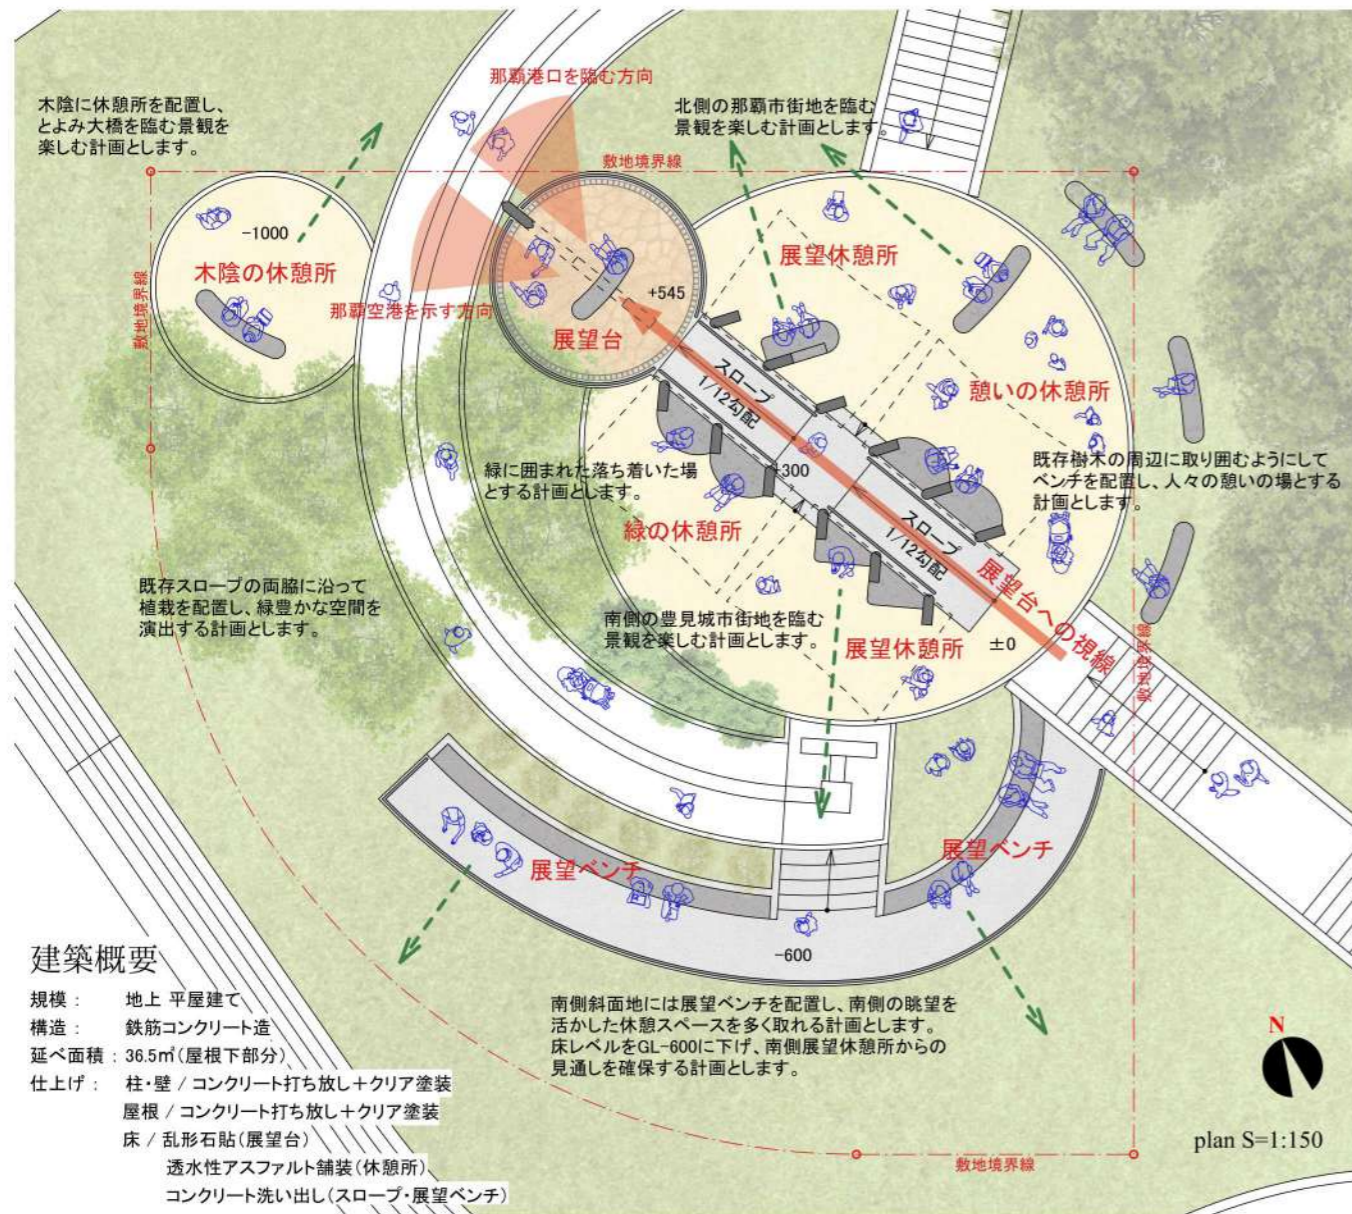 那覇港口を臨む方向
木陰に休憩所を配置し、
とよみ大橋を臨む景観を
楽しむ計画とします。
北側の那覇市街地を臨む
景観を楽しむ計画とします。
敷地境界線
-1000
木陰の休憩所
敷地境界線
那覇空港を示す方向
+545
展望台
展望休憩所
憩いの休憩所
スロープ
1/12勾配
緑に囲まれた落ち着いた場
とする計画とします。
-300
既存樹木の周辺に取り囲むようにして
ベンチを配置し、人々の憩いの場とする
計画とします。
緑の休憩所
スロープ
1/12勾配
展望台への視線
既存スロープの両脇に沿って
植栽を配置し、緑豊かな空間を
演出する計画とします。
南側の豊見城市街地を臨む
景観を楽しむ計画とします。
展望休憩所
±0
敷地境界線
展望ベンチ
展望ベンチ
-600
建築概要
規模： 地上 平屋建て
構造： 鉄筋コンクリート造
延べ面積：36.5㎡(屋根下部分)
仕上げ： 柱・壁 / コンクリート打ち放し＋クリア塗装
屋根 / コンクリート打ち放し＋クリア塗装
床 / 乱形石貼(展望台)
透水性アスファルト舗装(休憩所)
コンクリート洗い出し(スロープ・展望ベンチ)
南側斜面地には展望ベンチを配置し、南側の眺望を
活かした休憩スペースを多く取れる計画とします。
床レベルをGL-600に下げ、南側展望休憩所からの
見通しを確保する計画とします。
N
plan S=1:150
敷地境界線